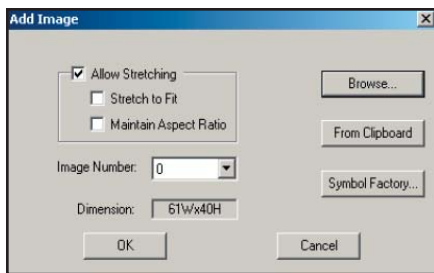 Add Image
Allow Stretching
Stretch to Fit
Maintain Aspect Ratio
Browse...
From Clipboard
Image Number: 0
Symbol Factory...
Dimension: 61Wx40H
OK
Cancel